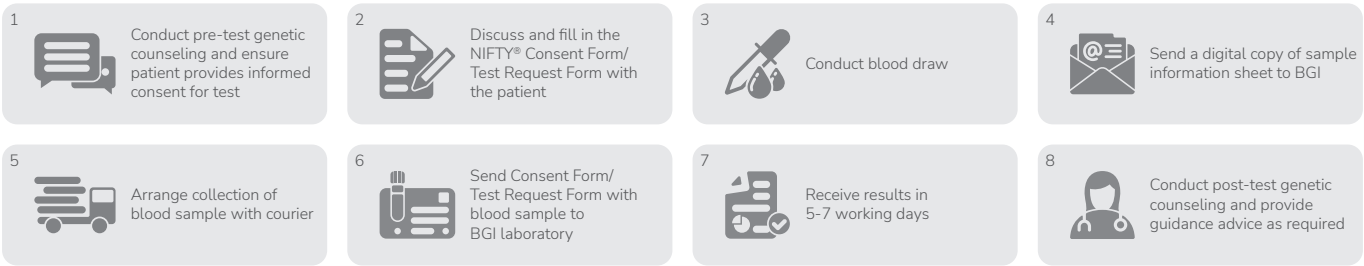 1
Conduct pre-test genetic
counseling and ensure
patient provides informed
consent for test
2
Discuss and fill in the
NIFTY® Consent Form/
Test Request Form with
the patient
3
Conduct blood draw
4
@
Send a digital copy of sample
information sheet to BGI
5
Arrange collection of
blood sample with courier
6
Send Consent Form/
Test Request Form with
blood sample to
BGI laboratory
7
Receive results in
5-7 working days
8
Conduct post-test genetic
counseling and provide
guidance advice as required